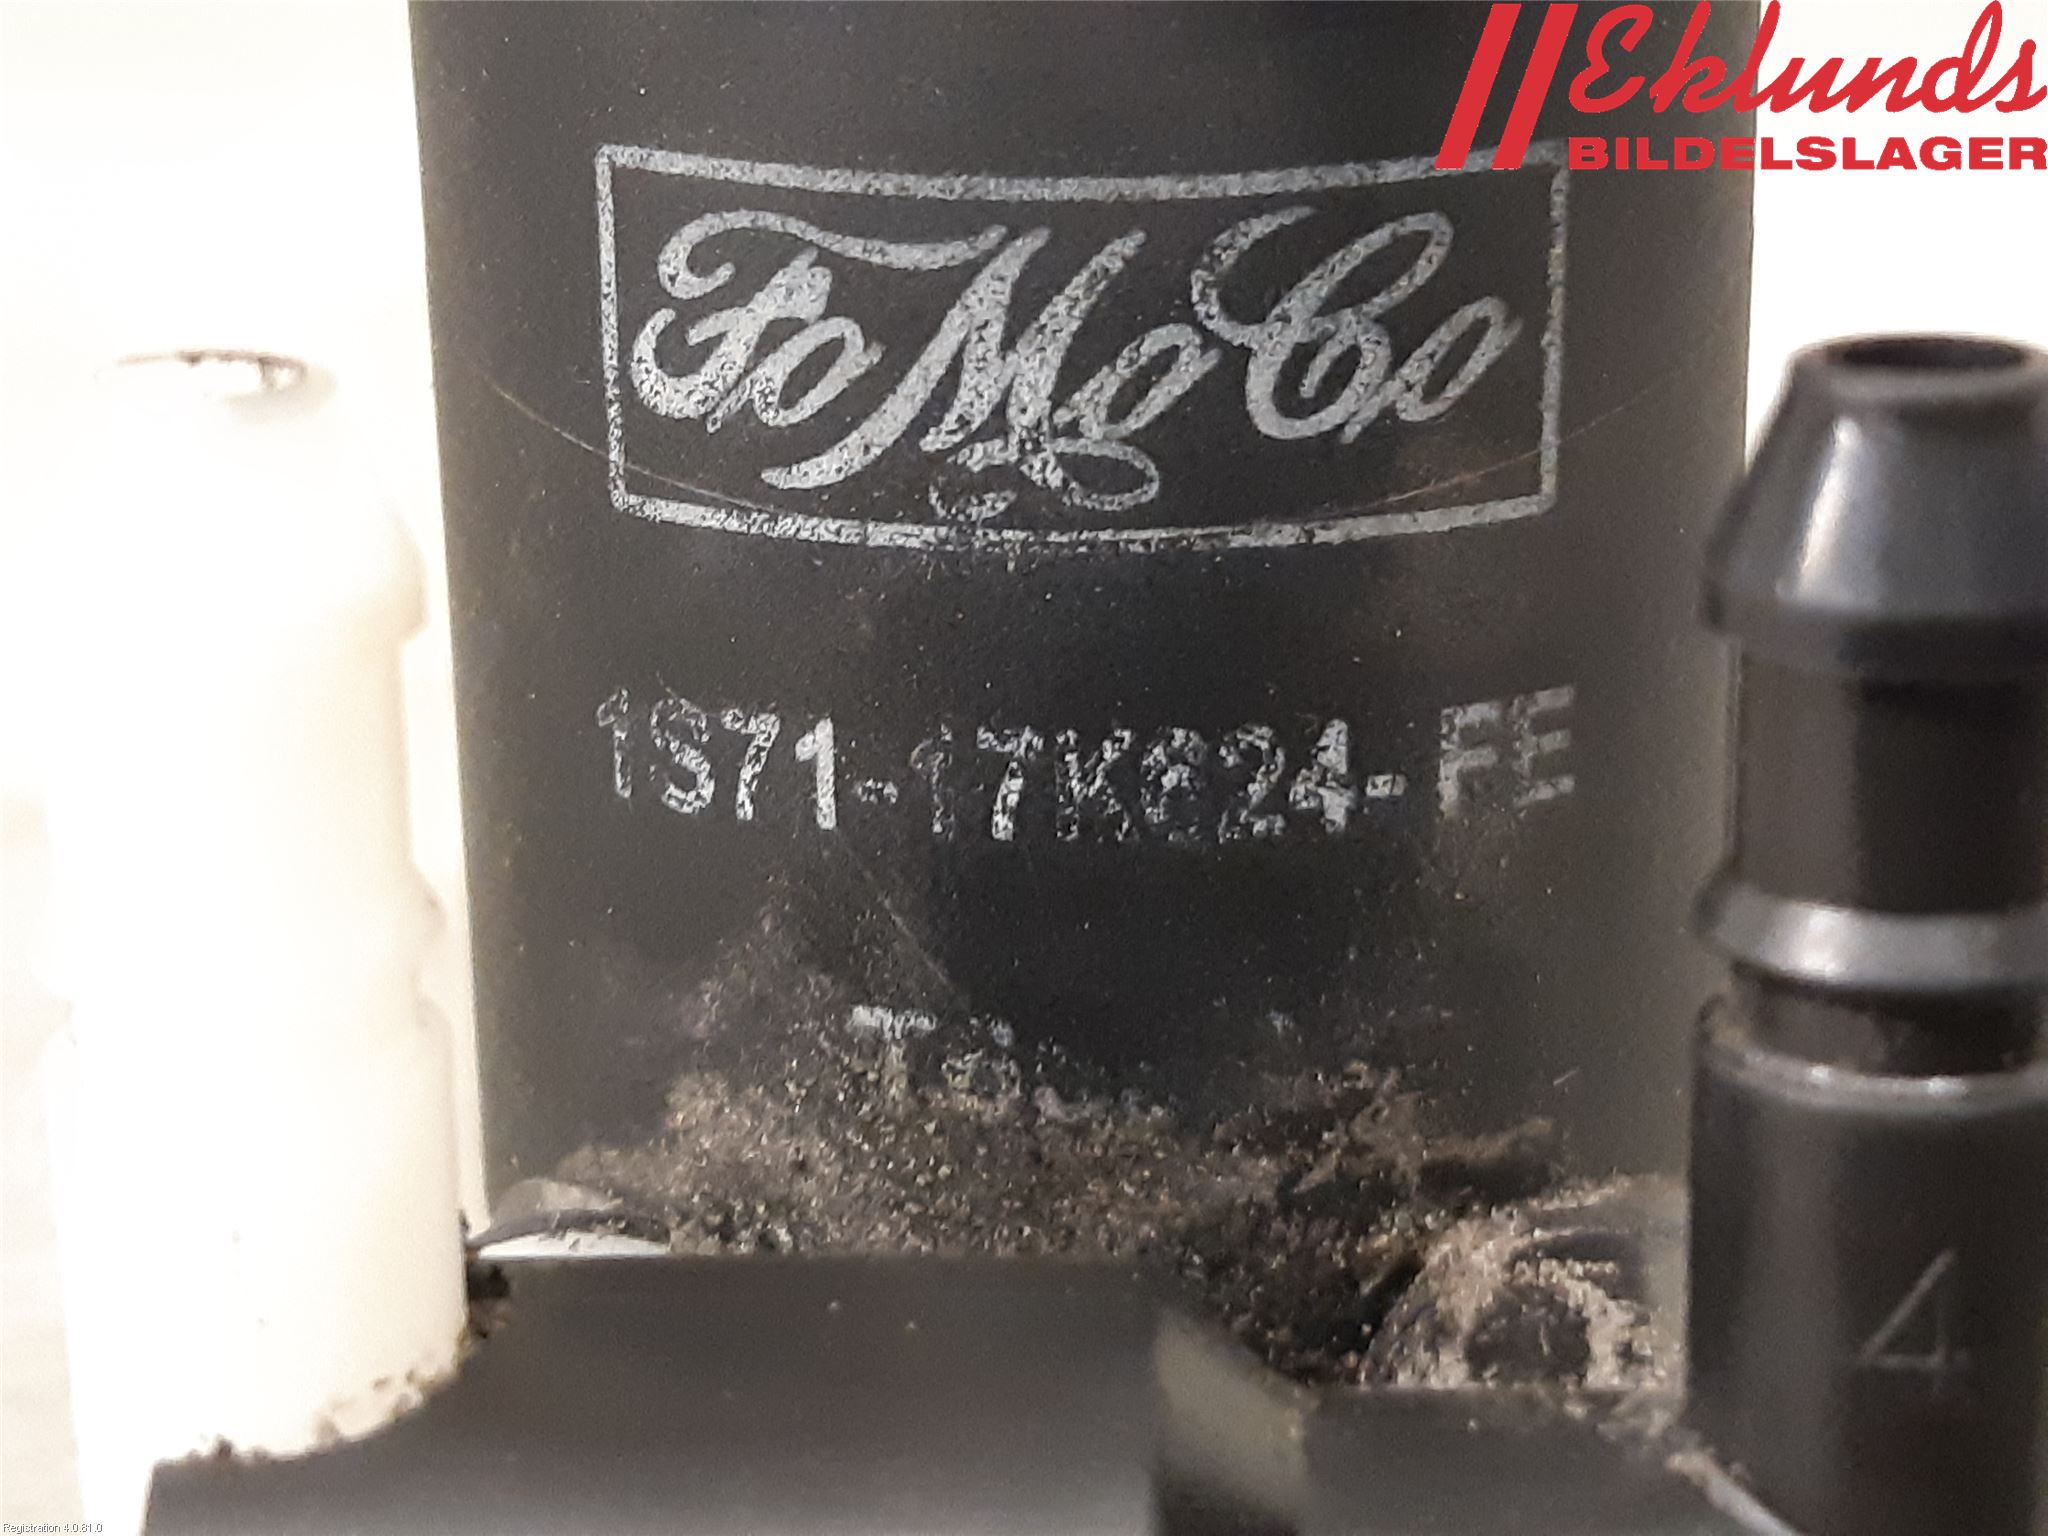 Eklunds
BILDELSLAGER
FoMoCo
1S71-17K624-FE
4
Registration 4.0.81.0